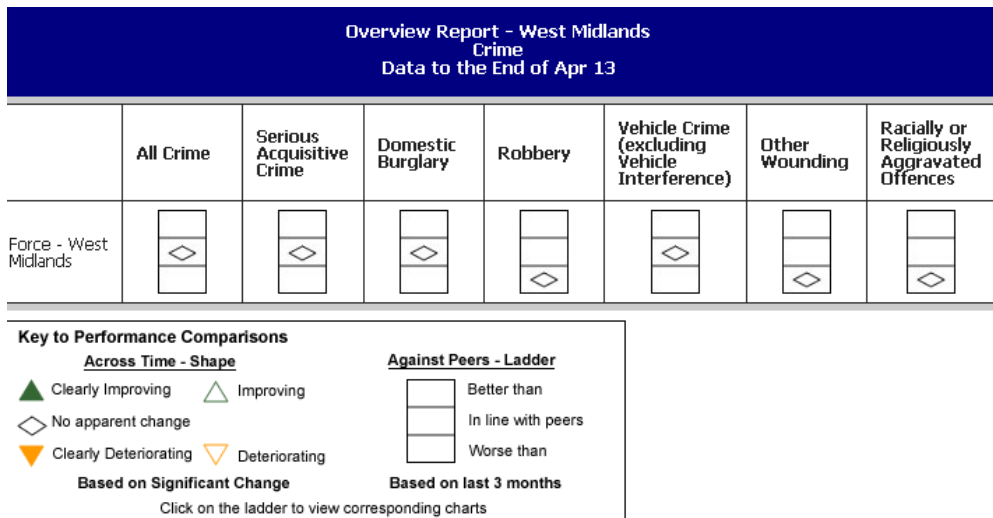 Overview Report - West Midlands
Crime
Data to the End of Apr 13
All Crime
Serious
Acquisitive
Crime
Domestic
Burglary
Robbery
Vehicle Crime
(excluding
Vehicle
Interference)
Other
Wounding
Racially or
Religiously
Aggravated
Offences
Force - West
Midlands
Key to Performance Comparisons
Across Time - Shape
Clearly Improving
Improving
No apparent change
Clearly Deteriorating
Deteriorating
Based on Significant Change
Against Peers - Ladder
Better than
In line with peers
Worse than
Based on last 3 months
Click on the ladder to view corresponding charts